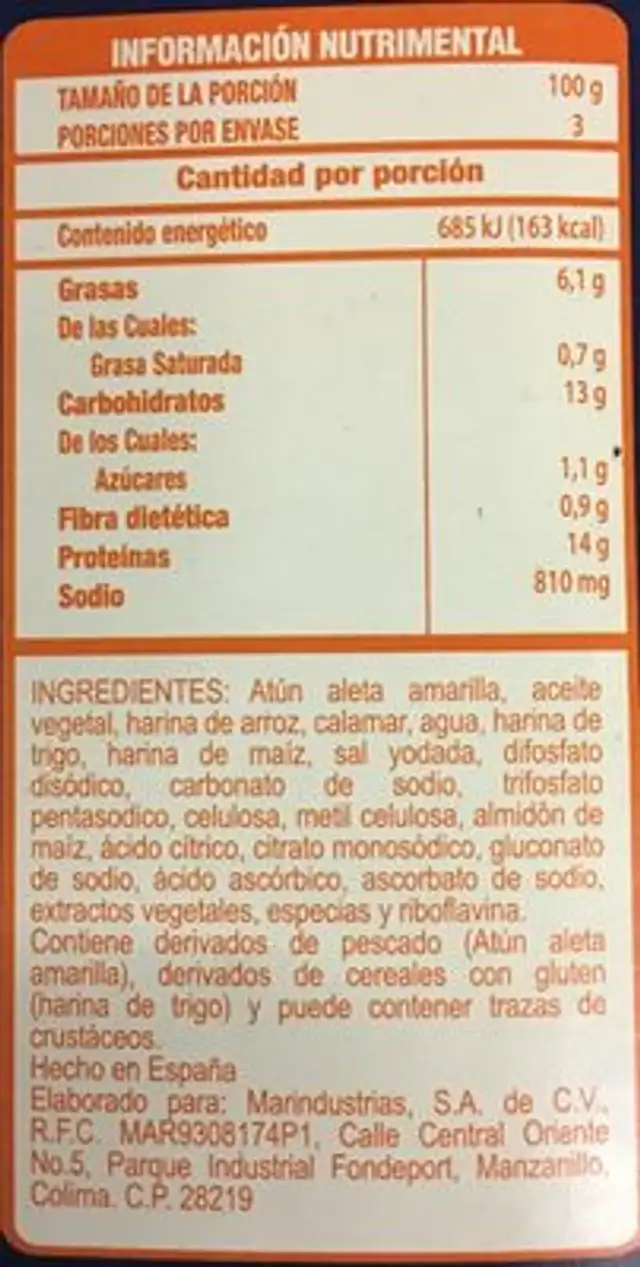 INFORMACIÓN NUTRIMENTAL
TAMAÑO DE LA PORCIÓN 100 g
PORCIONES POR ENVASE 3
Cantidad por porción
Contenido energético 685 kJ (163 kcal)
Grasas 6,1 g
De las Cuales:
Grasa Saturada 0,7 g
Carbohidratos 13 g
De los Cuales:
Azúcares 1,1 g
Fibra dietética 0,9 g
Proteínas 14 g
Sodio 810 mg
INGREDIENTES: Atún aleta amarilla, aceite
vegetal, harina de arroz, calamar, agua, harina de
trigo, harina de maíz, sal yodada, difosfato
disódico, carbonato de sodio, trifosfato
pentasodico, celulosa, metil celulosa, almidón de
maíz, ácido cítrico, citrato monosódico, gluconato
de sodio, ácido ascórbico, ascorbato de sodio,
extractos vegetales, especias y riboflavina.
Contiene derivados de pescado (Atún aleta
amarilla), derivados de cereales con gluten
(harina de trigo) y puede contener trazas de
crustáceos.
Hecho en España
Elaborado para: Marindustrias, S.A. de C.V.,
R.F.C. MAR9308174P1, Calle Central Oriente
No.5, Parque Industrial Fondeport, Manzanillo,
Colima. C.P. 28219